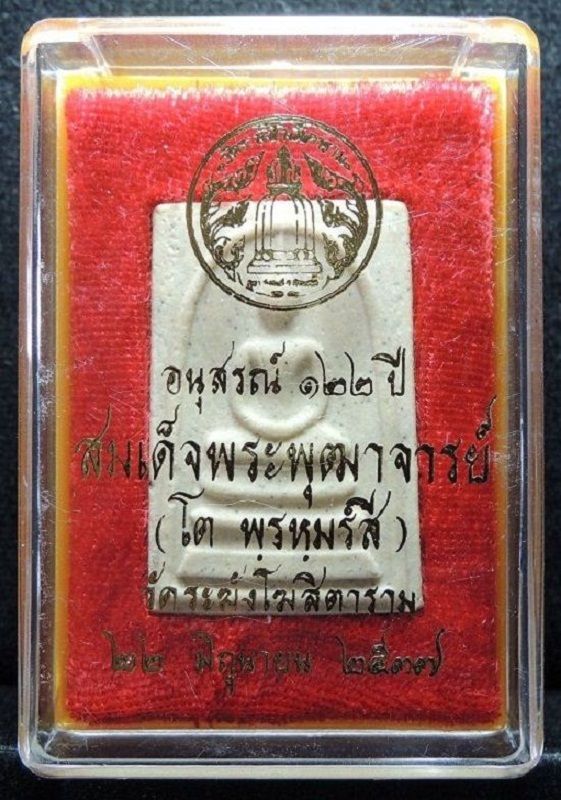 อนุสรณ์ ๑๒๒ ปี
สมเด็จพระพุฒาจารย์
(โต พฺรหฺมรํสี)
วัดระฆังโฆสิตาราม
๒๒ มิถุนายน ๒๕๓๗